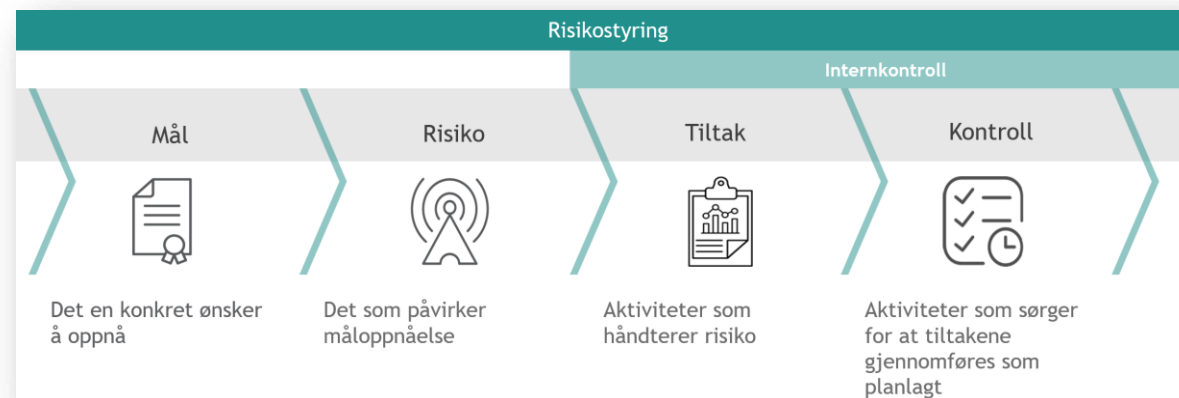 Risikostyring
Internkontroll
Mål
Risiko
Tiltak
Kontroll
Det en konkret ønsker
å oppnå
Det som påvirker
måloppnåelse
Aktiviteter som
håndterer risiko
Aktiviteter som sørger
for at tiltakene
gjennomføres som
planlagt